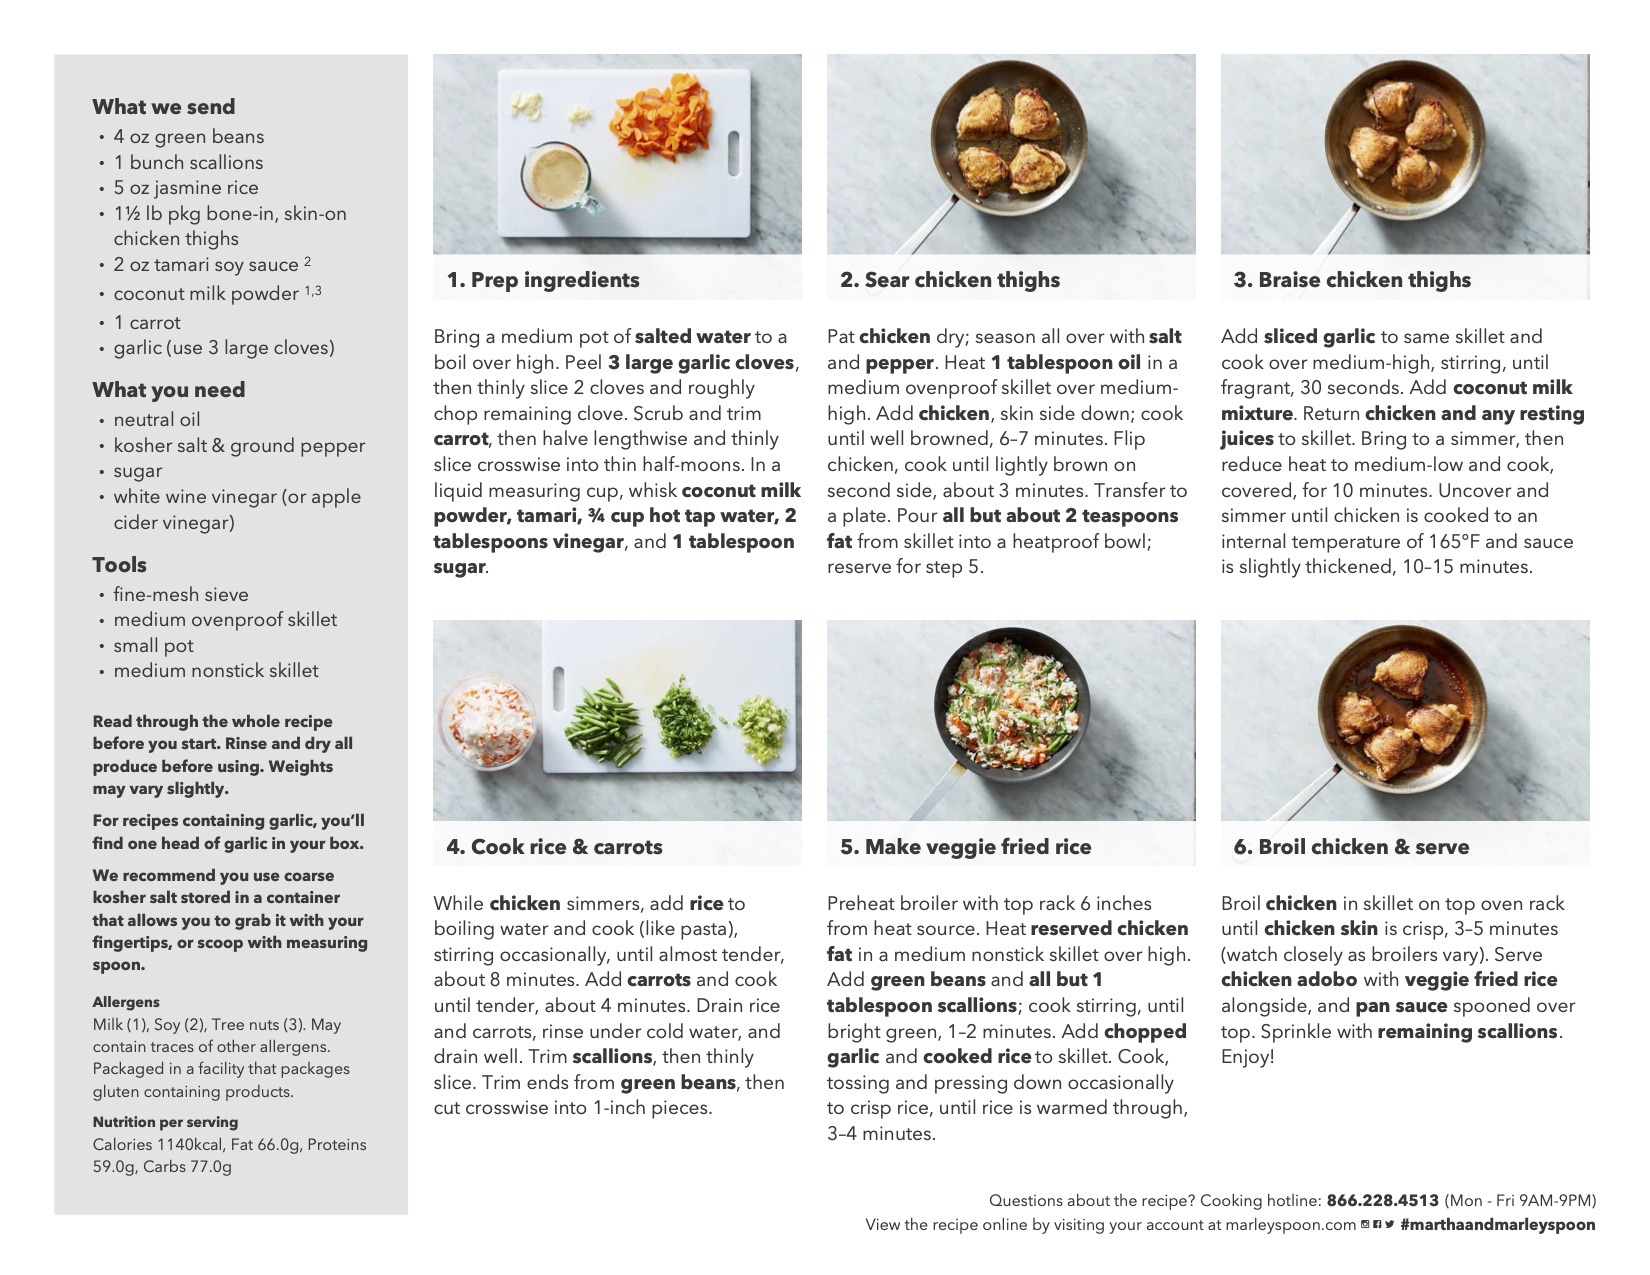 What we send
• 4 oz green beans
• 1 bunch scallions
• 5 oz jasmine rice
• 1½ lb pkg bone-in, skin-on
chicken thighs
• 2 oz tamari soy sauce 2
• coconut milk powder 1,3
• 1 carrot
• garlic (use 3 large cloves)
What you need
• neutral oil
• kosher salt & ground pepper
• sugar
• white wine vinegar (or apple
cider vinegar)
Tools
• fine-mesh sieve
• medium ovenproof skillet
• small pot
• medium nonstick skillet
Read through the whole recipe
before you start. Rinse and dry all
produce before using. Weights
may vary slightly.
For recipes containing garlic, you’ll
find one head of garlic in your box.
We recommend you use coarse
kosher salt stored in a container
that allows you to grab it with your
fingertips, or scoop with measuring
spoon.
Allergens
Milk (1), Soy (2), Tree nuts (3). May
contain traces of other allergens.
Packaged in a facility that packages
gluten containing products.
Nutrition per serving
Calories 1140kcal, Fat 66.0g, Proteins
59.0g, Carbs 77.0g
1. Prep ingredients
Bring a medium pot of salted water to a
boil over high. Peel 3 large garlic cloves,
then thinly slice 2 cloves and roughly
chop remaining clove. Scrub and trim
carrot, then halve lengthwise and thinly
slice crosswise into thin half-moons. In a
liquid measuring cup, whisk coconut milk
powder, tamari, ¾ cup hot tap water, 2
tablespoons vinegar, and 1 tablespoon
sugar.
2. Sear chicken thighs
Pat chicken dry; season all over with salt
and pepper. Heat 1 tablespoon oil in a
medium ovenproof skillet over medium-
high. Add chicken, skin side down; cook
until well browned, 6–7 minutes. Flip
chicken, cook until lightly brown on
second side, about 3 minutes. Transfer to
a plate. Pour all but about 2 teaspoons
fat from skillet into a heatproof bowl;
reserve for step 5.
3. Braise chicken thighs
Add sliced garlic to same skillet and
cook over medium-high, stirring, until
fragrant, 30 seconds. Add coconut milk
mixture. Return chicken and any resting
juices to skillet. Bring to a simmer, then
reduce heat to medium-low and cook,
covered, for 10 minutes. Uncover and
simmer until chicken is cooked to an
internal temperature of 165°F and sauce
is slightly thickened, 10–15 minutes.
4. Cook rice & carrots
While chicken simmers, add rice to
boiling water and cook (like pasta),
stirring occasionally, until almost tender,
about 8 minutes. Add carrots and cook
until tender, about 4 minutes. Drain rice
and carrots, rinse under cold water, and
drain well. Trim scallions, then thinly
slice. Trim ends from green beans, then
cut crosswise into 1-inch pieces.
5. Make veggie fried rice
Preheat broiler with top rack 6 inches
from heat source. Heat reserved chicken
fat in a medium nonstick skillet over high.
Add green beans and all but 1
tablespoon scallions; cook stirring, until
bright green, 1–2 minutes. Add chopped
garlic and cooked rice to skillet. Cook,
tossing and pressing down occasionally
to crisp rice, until rice is warmed through,
3–4 minutes.
6. Broil chicken & serve
Broil chicken in skillet on top oven rack
until chicken skin is crisp, 3–5 minutes
(watch closely as broilers vary). Serve
chicken adobo with veggie fried rice
alongside, and pan sauce spooned over
top. Sprinkle with remaining scallions.
Enjoy!
Questions about the recipe? Cooking hotline: 866.228.4513 (Mon - Fri 9AM-9PM)
View the recipe online by visiting your account at marleyspoon.com #marthaandmarleyspoon